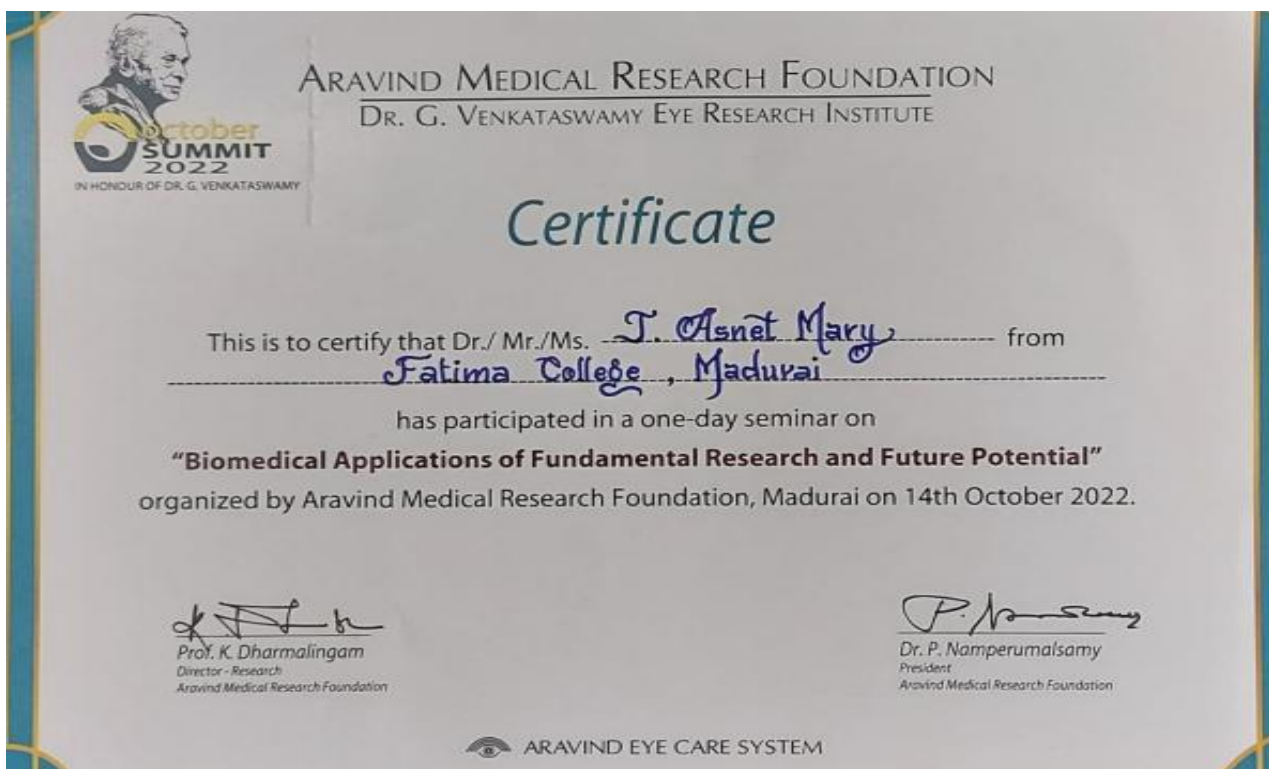 ARAVIND MEDICAL RESEARCH FOUNDATION
DR. G. VENKATASWAMY EYE RESEARCH INSTITUTE
October
SUMMIT
2022
IN HONOUR OF DR. G. VENKATASWAMY
Certificate
This is to certify that Dr./ Mr./Ms. J. Asnet Mary from
Fatima College, Madurai
has participated in a one-day seminar on
“Biomedical Applications of Fundamental Research and Future Potential”
organized by Aravind Medical Research Foundation, Madurai on 14th October 2022.
Prof. K. Dharmalingam
Director - Research
Aravind Medical Research Foundation
Dr. P. Namperumalsamy
President
Aravind Medical Research Foundation
ARAVIND EYE CARE SYSTEM